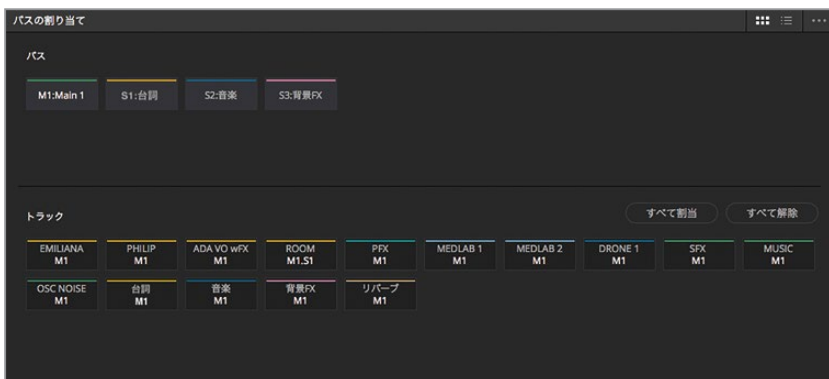 バスの割り当て
バス
M1:Main 1
S1:台詞
S2:音楽
S3:背景FX
トラック
すべて割当
すべて解除
EMILIANA
M1
PHILIP
M1
ADA VO wFX
M1
ROOM
M1.S1
PFX
M1
MEDLAB 1
M1
MEDLAB 2
M1
DRONE 1
M1
SFX
M1
MUSIC
M1
OSC NOISE
M1
台詞
M1
音楽
M1
背景FX
M1
リバーブ
M1